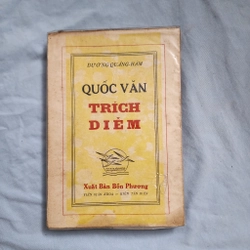 DƯƠNG QUẢNG-HÀM
QUỐC VĂN
TRÍCH
DIỄM
Xuất Bản Bốn Phương